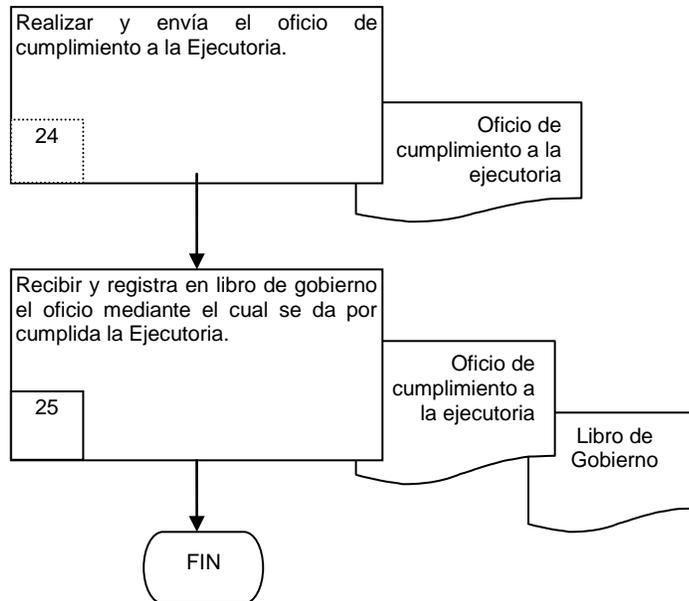 Realizar y envía el oficio de
cumplimiento a la Ejecutoria.
24
Oficio de
cumplimiento a la
ejecutoria
Recibir y registra en libro de gobierno
el oficio mediante el cual se da por
cumplida la Ejecutoria.
25
Oficio de
cumplimiento a
la ejecutoria
Libro de
Gobierno
FIN